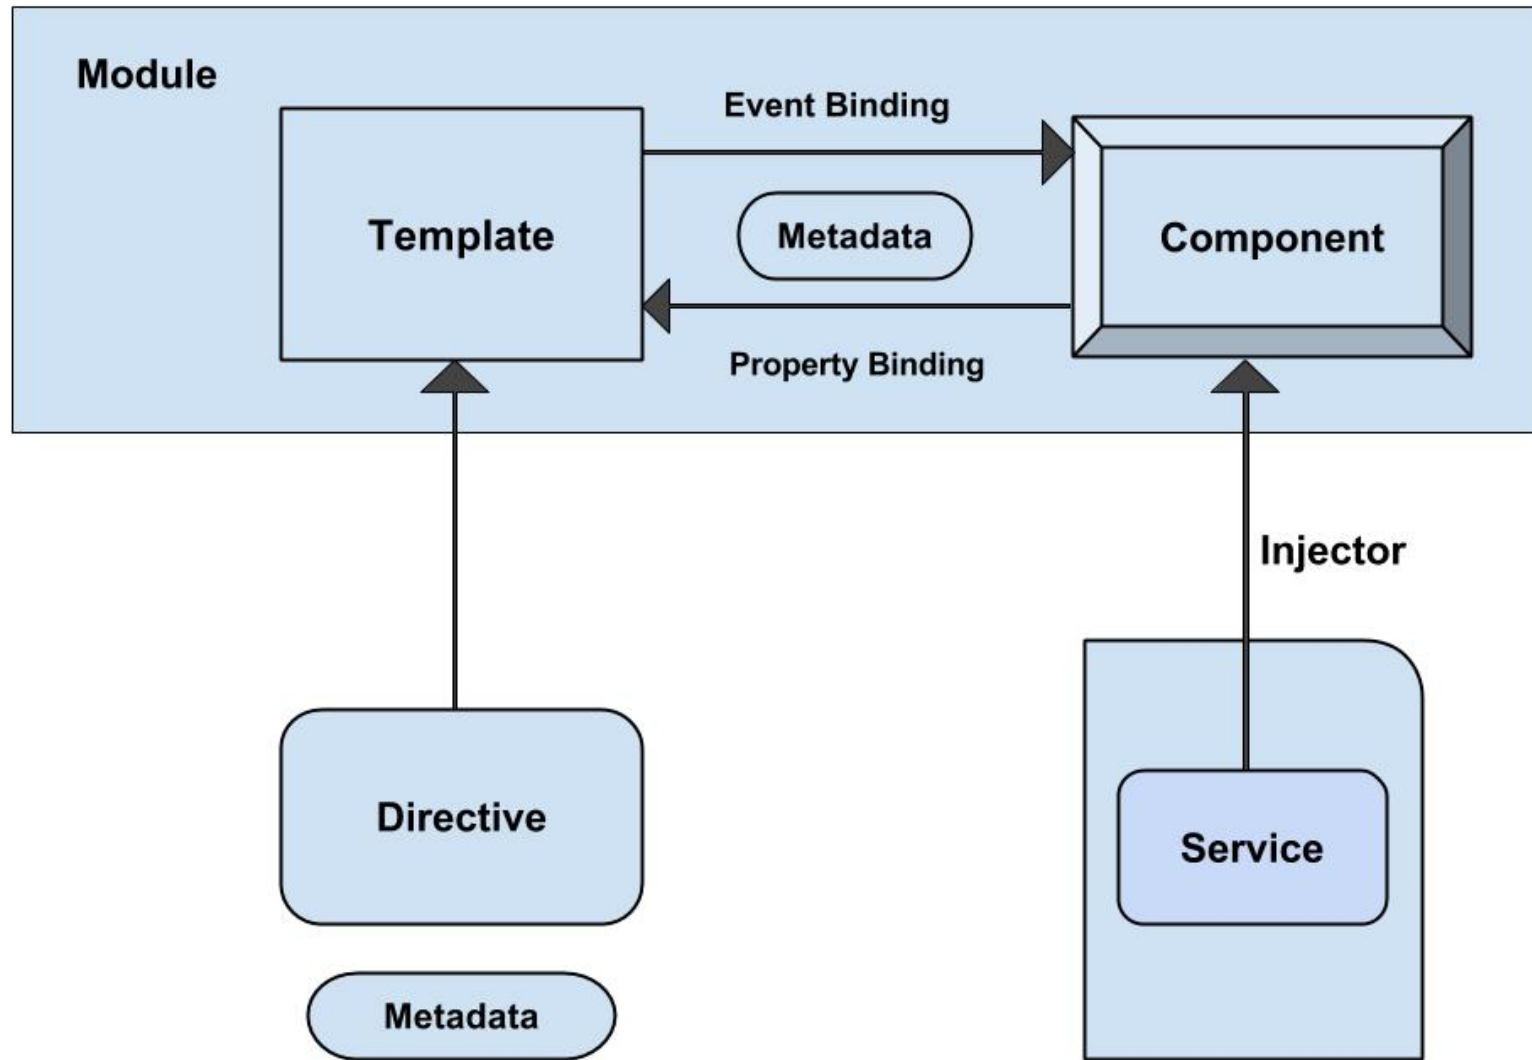 Module
Event Binding
Template
Metadata
Component
Property Binding
Injector
Directive
Service
Metadata